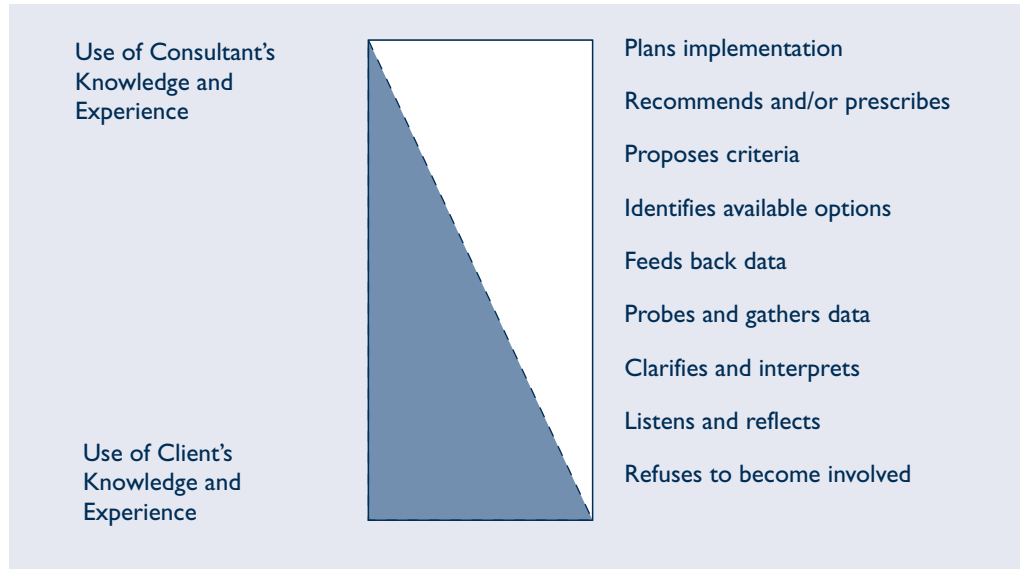 Use of Consultant’s
Knowledge and
Experience
Plans implementation
Recommends and/or prescribes
Proposes criteria
Identifies available options
Feeds back data
Probes and gathers data
Clarifies and interprets
Listens and reflects
Refuses to become involved
Use of Client’s
Knowledge and
Experience